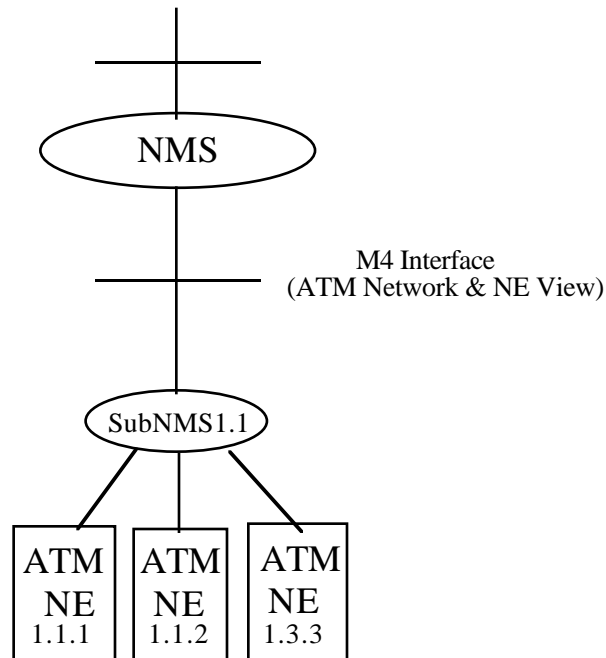 NMS
M4 Interface
(ATM Network & NE View)
SubNMS1.1
ATM
NE
1.1.1
ATM
NE
1.1.2
ATM
NE
1.3.3